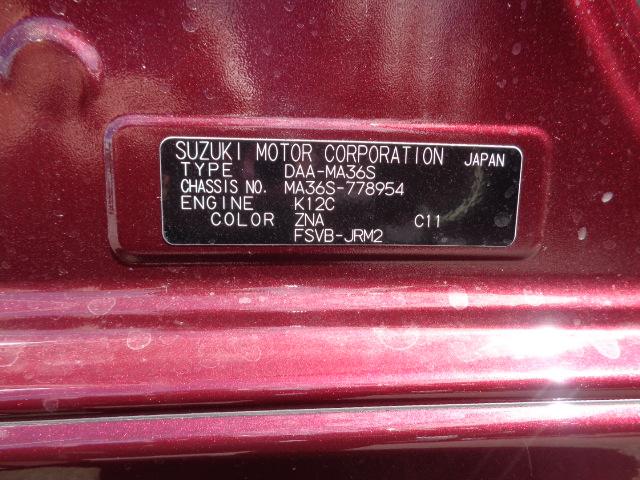 SUZUKI MOTOR CORPORATION JAPAN
TYPE DAA-MA36S
CHASSIS NO. MA36S-778954
ENGINE K12C
COLOR ZNA C11
FSVB-JRM2